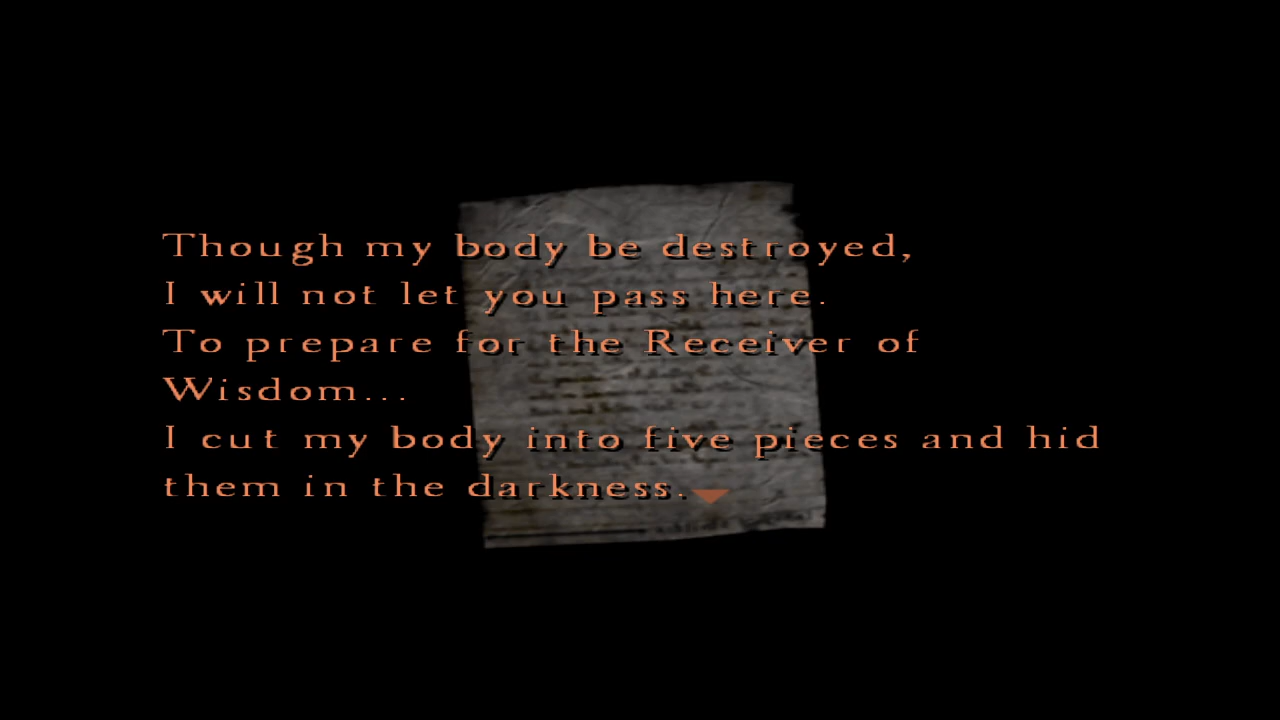 Though my body be destroyed,
I will not let you pass here.
To prepare for the Receiver of
Wisdom...
I cut my body into five pieces and hid
them in the darkness.